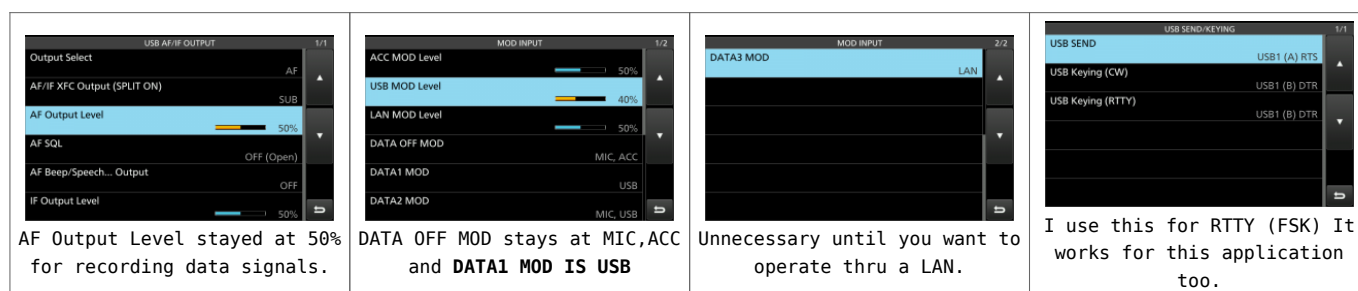 USB AF/IF OUTPUT 1/1
Output Select
AF
AF/IF XFC Output (SPLIT ON)
SUB
AF Output Level
50%
AF SQL
OFF (Open)
AF Beep/Speech... Output
OFF
IF Output Level
50%
AF Output Level stayed at 50%
for recording data signals.
MOD INPUT 1/2
ACC MOD Level
50%
USB MOD Level
40%
LAN MOD Level
50%
DATA OFF MOD
MIC, ACC
DATA1 MOD
USB
DATA2 MOD
MIC, USB
DATA OFF MOD stays at MIC,ACC
and DATA1 MOD IS USB
MOD INPUT 2/2
DATA3 MOD
LAN
Unnecessary until you want to
operate thru a LAN.
USB SEND/KEYING 1/1
USB SEND
USB1 (A) RTS
USB Keying (CW)
USB1 (B) DTR
USB Keying (RTTY)
USB1 (B) DTR
I use this for RTTY (FSK) It
works for this application
too.